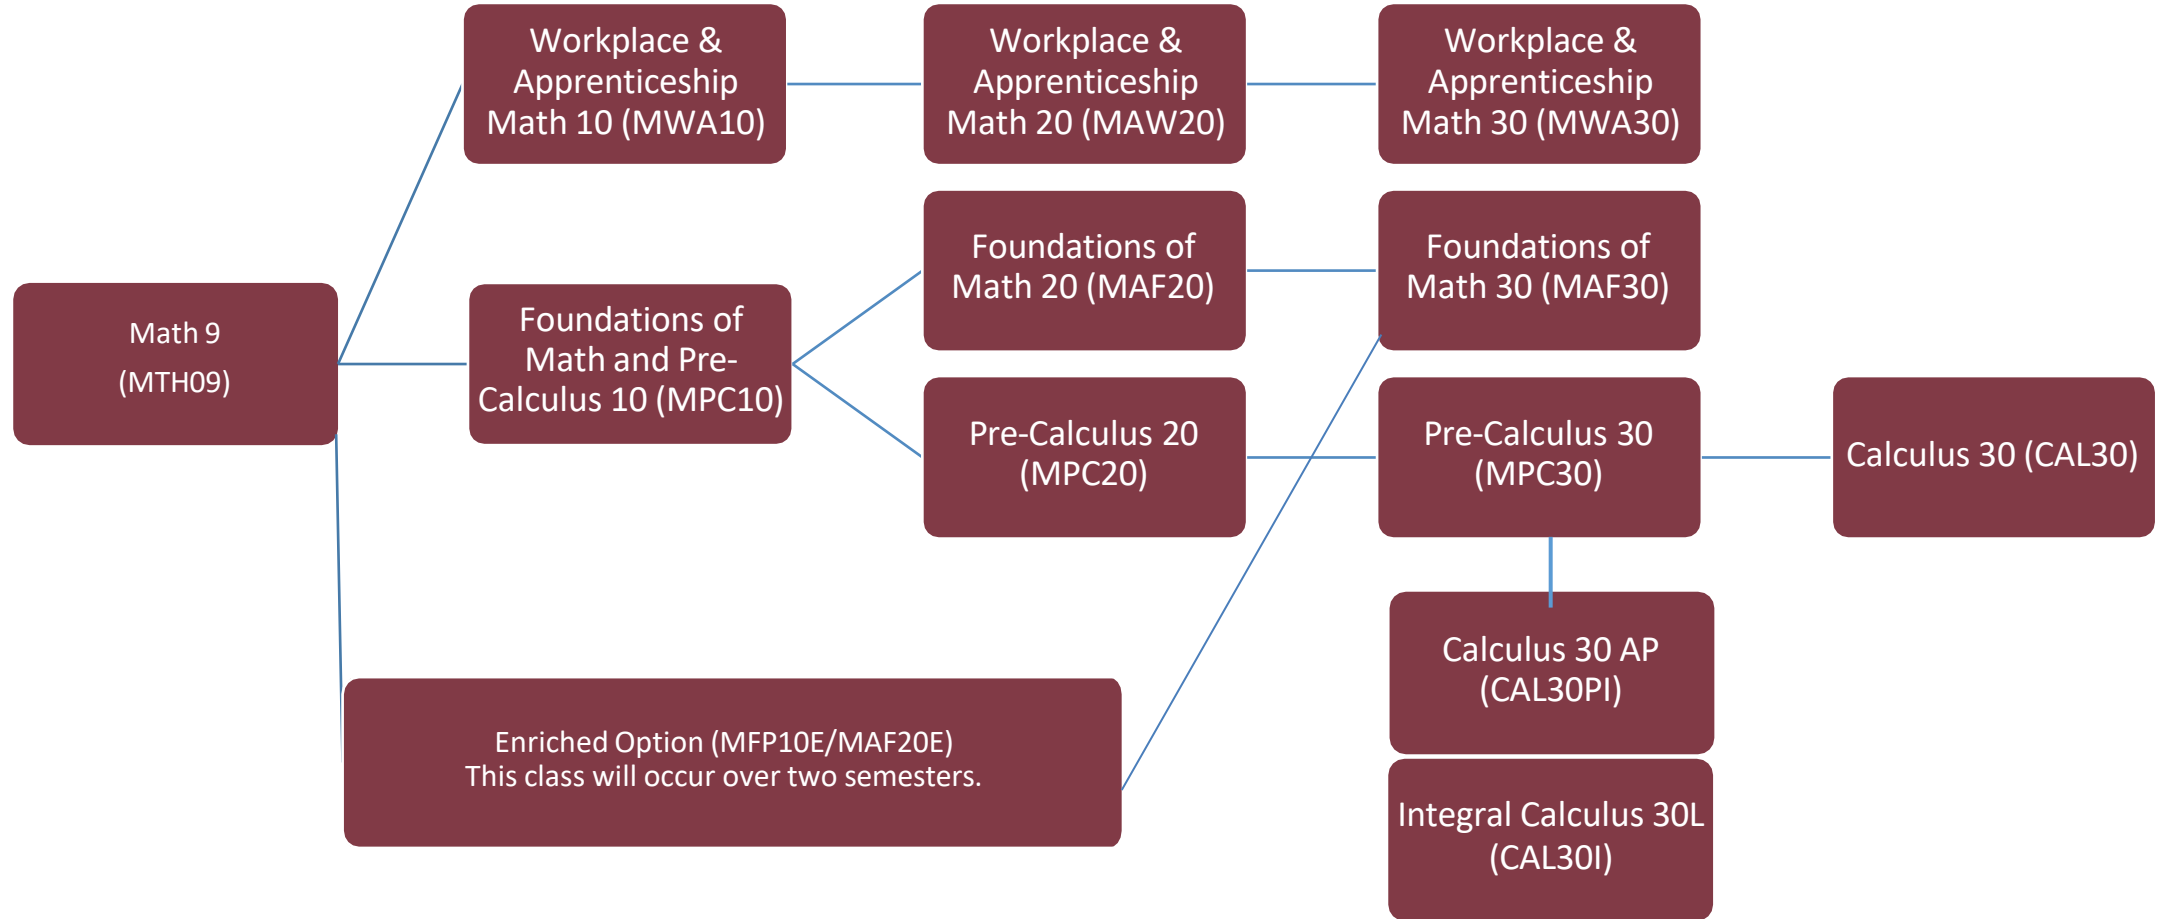 Workplace &
Apprenticeship
Math 10 (MWA10)
Workplace &
Apprenticeship
Math 20 (MAW20)
Workplace &
Apprenticeship
Math 30 (MWA30)
Math 9
(MTH09)
Foundations of
Math and Pre-
Calculus 10 (MPC10)
Foundations of
Math 20 (MAF20)
Foundations of
Math 30 (MAF30)
Pre-Calculus 20
(MPC20)
Pre-Calculus 30
(MPC30)
Calculus 30 (CAL30)
Calculus 30 AP
(CAL30PI)
Enriched Option (MFP10E/MAF20E)
This class will occur over two semesters.
Integral Calculus 30L
(CAL30I)